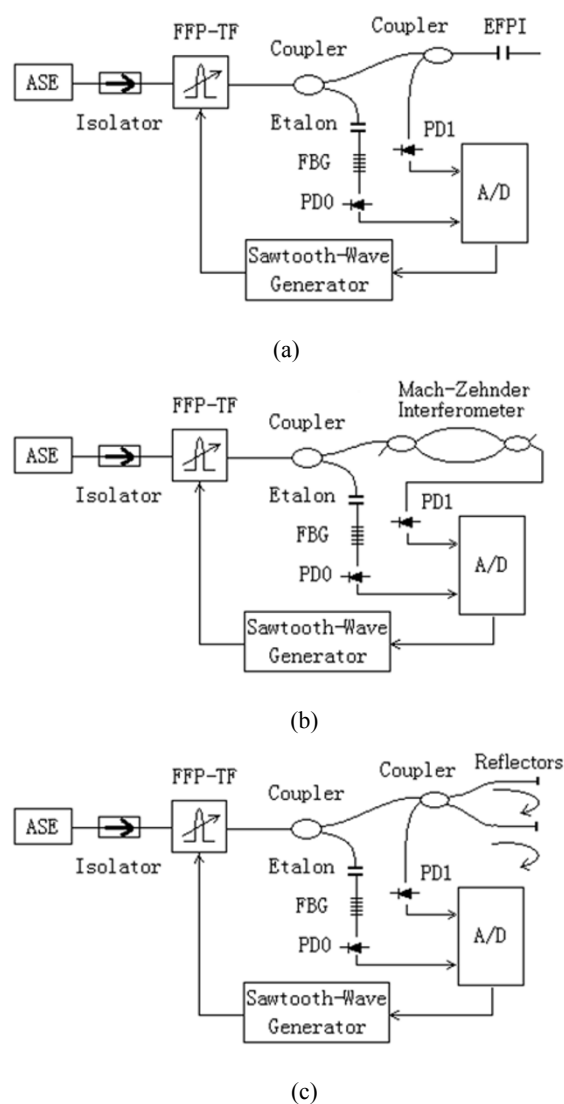 FFP-TF
Coupler
Coupler
EFPI
ASE
Isolator
Etalon
FBG
PD0
PD1
A/D
Sawtooth-Wave
Generator
(a)
FFP-TF
Coupler
Mach-Zehnder
Interferometer
ASE
Isolator
Etalon
FBG
PD0
PD1
A/D
Sawtooth-Wave
Generator
(b)
FFP-TF
Coupler
Coupler
Reflectors
ASE
Isolator
Etalon
FBG
PD0
PD1
A/D
Sawtooth-Wave
Generator
(c)